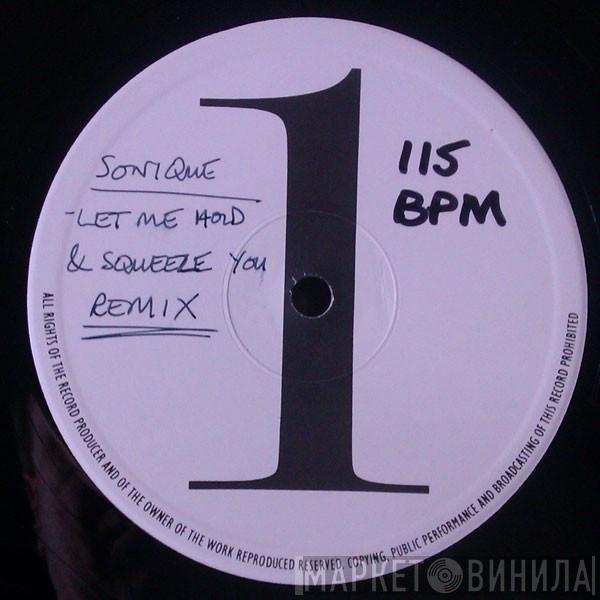 1
SONIQUE
-LET ME HOLD
& SQUEEZE YOU
REMIX
115
BPM
ALL RIGHTS OF THE RECORD PRODUCER AND OF THE OWNER OF THE WORK REPRODUCED RESERVED. COPYING, PUBLIC PERFORMANCE AND BROADCASTING OF THIS RECORD PROHIBITED
МАРКЕТ ВИНИЛА